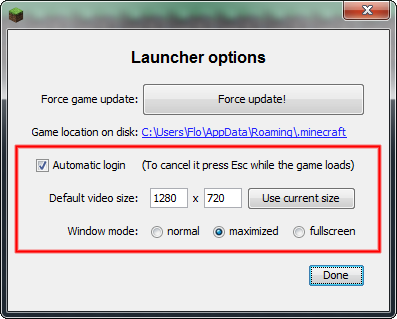 Launcher options
Force game update: Force update!
Game location on disk: C:\Users\Flo\AppData\Roaming\.minecraft
Automatic login (To cancel it press Esc while the game loads)
Default video size: 1280 x 720 Use current size
Window mode: normal maximized fullscreen
Done